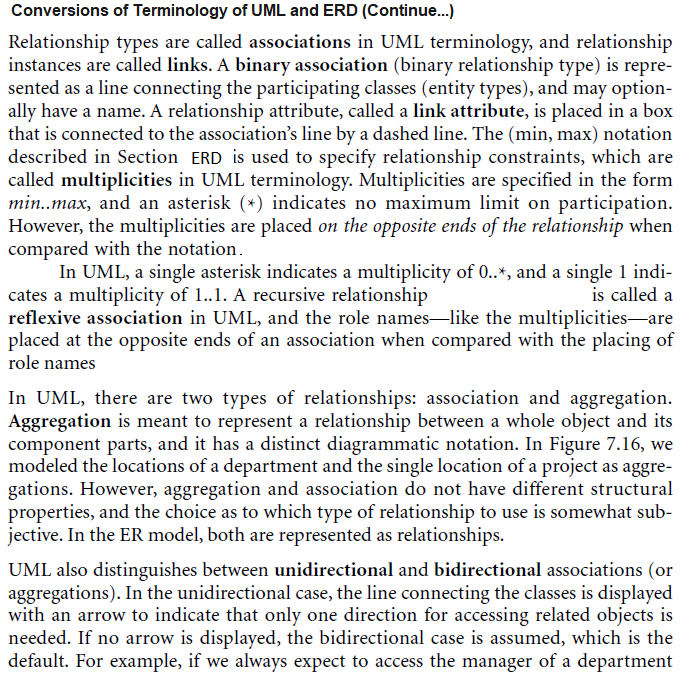 Conversions of Terminology of UML and ERD (Continue...)
Relationship types are called associations in UML terminology, and relationship
instances are called links. A binary association (binary relationship type) is repre-
sented as a line connecting the participating classes (entity types), and may option-
ally have a name. A relationship attribute, called a link attribute, is placed in a box
that is connected to the association's line by a dashed line. The (min, max) notation
described in Section ERD is used to specify relationship constraints, which are
called multiplicities in UML terminology. Multiplicities are specified in the form
min..max, and an asterisk (*) indicates no maximum limit on participation.
However, the multiplicities are placed on the opposite ends of the relationship when
compared with the notation.
In UML, a single asterisk indicates a multiplicity of 0..*, and a single 1 indi-
cates a multiplicity of 1..1. A recursive relationship is called a
reflexive association in UML, and the role names—like the multiplicities—are
placed at the opposite ends of an association when compared with the placing of
role names
In UML, there are two types of relationships: association and aggregation.
Aggregation is meant to represent a relationship between a whole object and its
component parts, and it has a distinct diagrammatic notation. In Figure 7.16, we
modeled the locations of a department and the single location of a project as aggre-
gations. However, aggregation and association do not have different structural
properties, and the choice as to which type of relationship to use is somewhat sub-
jective. In the ER model, both are represented as relationships.
UML also distinguishes between unidirectional and bidirectional associations (or
aggregations). In the unidirectional case, the line connecting the classes is displayed
with an arrow to indicate that only one direction for accessing related objects is
needed. If no arrow is displayed, the bidirectional case is assumed, which is the
default. For example, if we always expect to access the manager of a department